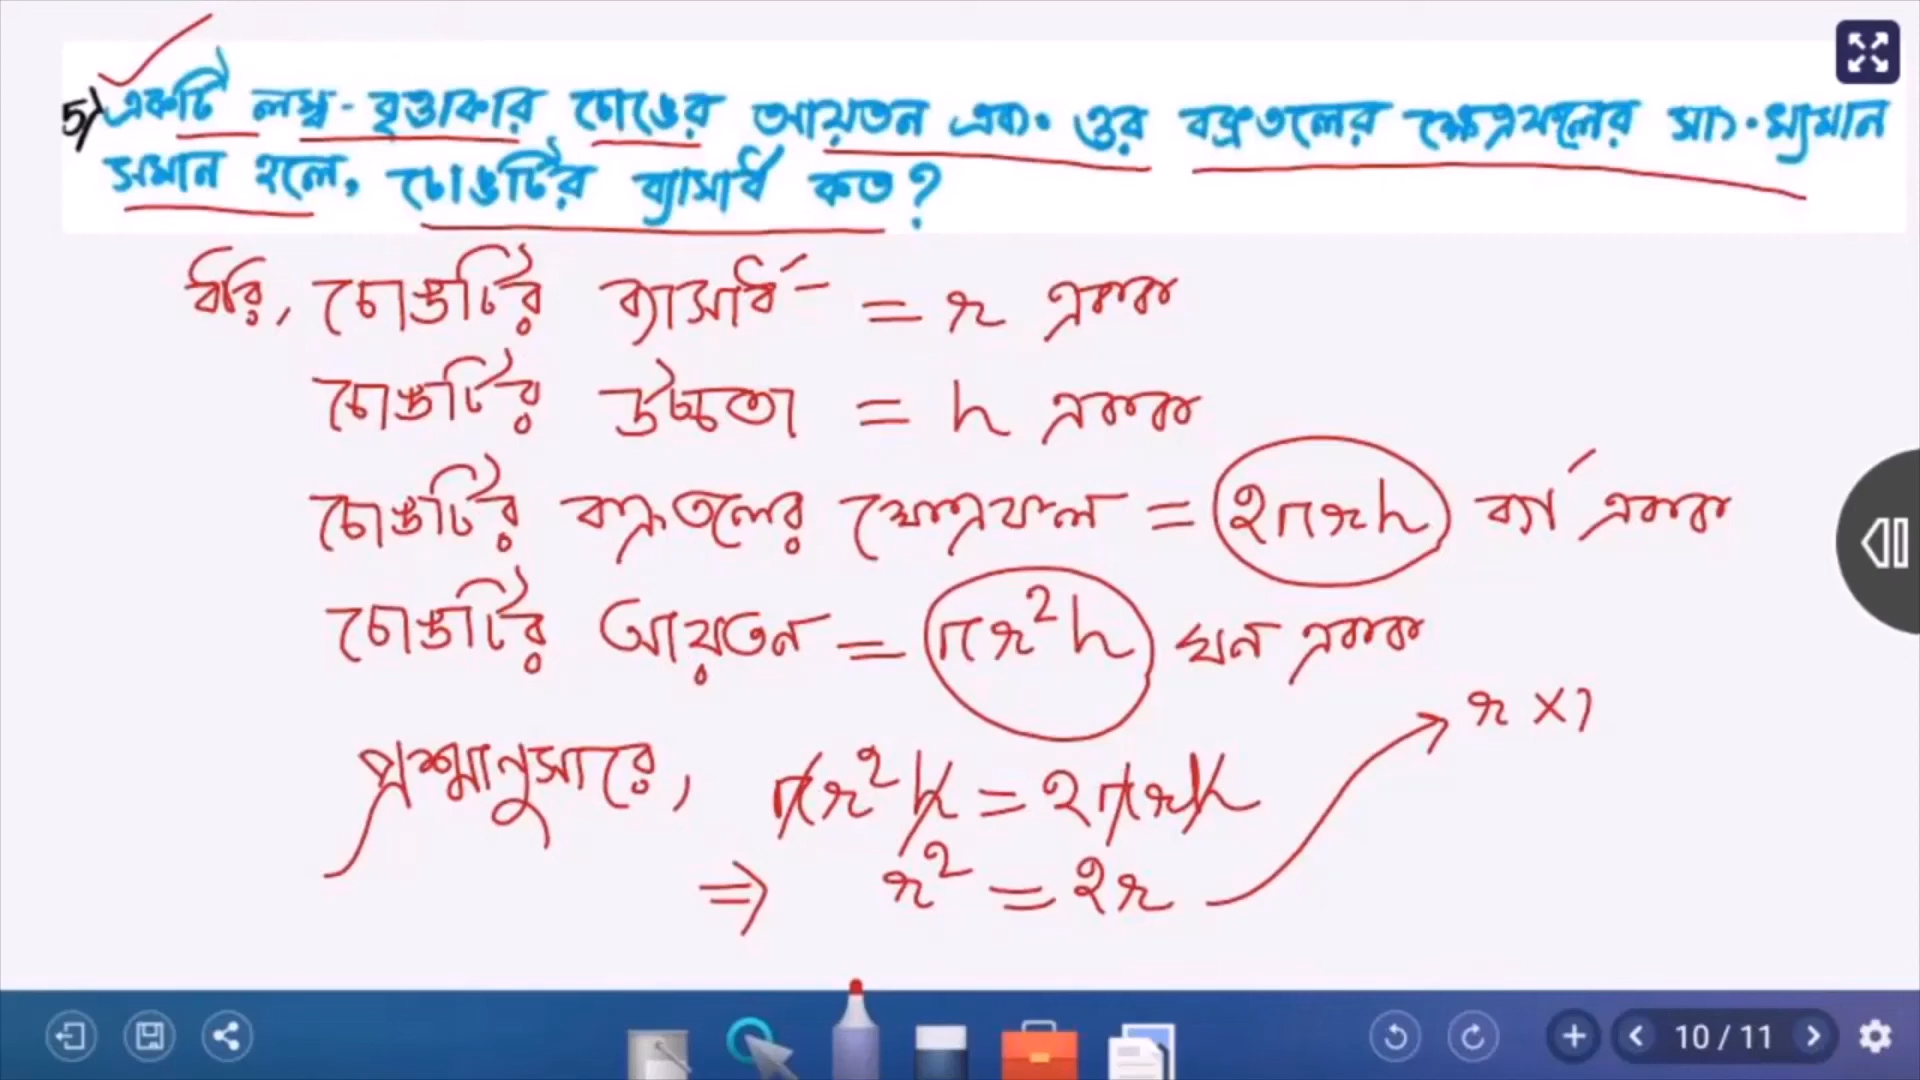 5) একটি লম্ব-বৃত্তাকার চোঙের আয়তন এবং ওর বক্রতলের ক্ষেত্রফলের সাংখ্যমান
সমান হলে, চোঙটির ব্যাসার্ধ কত?
ধরি, চোঙটির ব্যাসার্ধ = r একক
চোঙটির উচ্চতা = h একক
চোঙটির বক্রতলের ক্ষেত্রফল = 2πrh বর্গ একক
চোঙটির আয়তন = πr²h ঘন একক
r×
প্রশ্নানুসারে, πr²h = 2πrh
⇒ r² = 2r
10 / 11